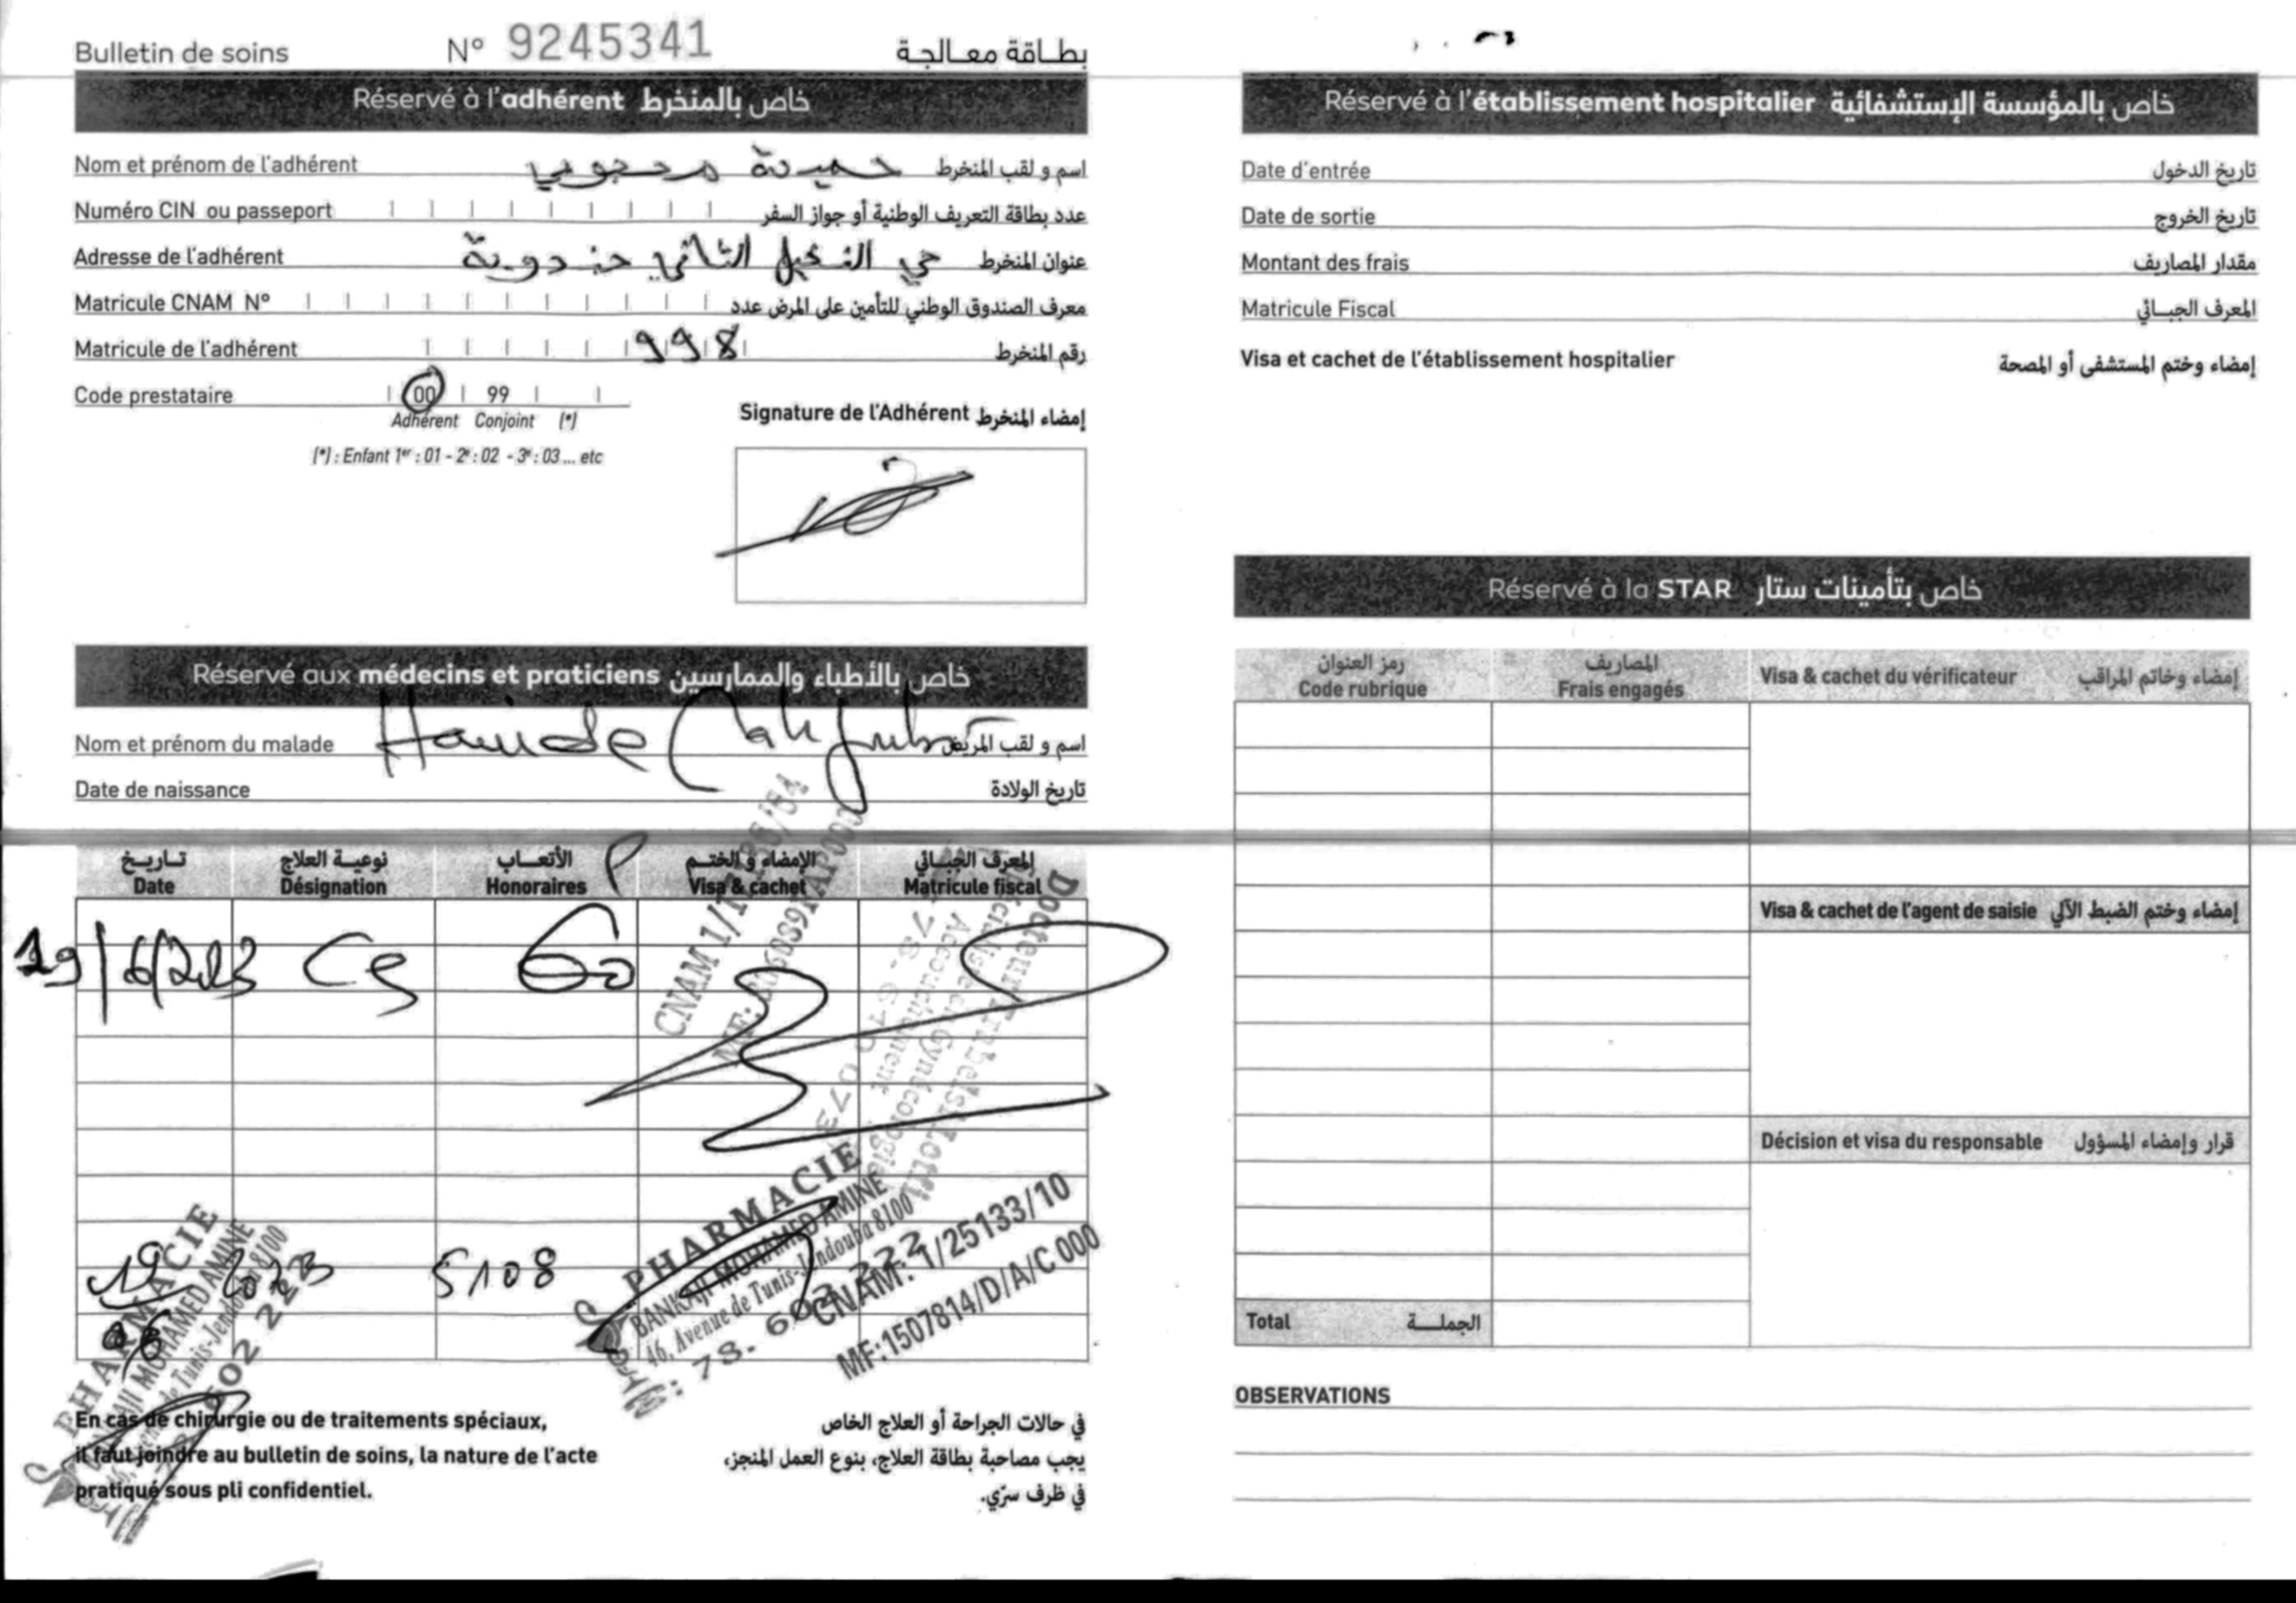 Bulletin de soins N° 9245341 بطاقة معالجة
Réservé à l'adhérent خاص بالمنخرط
Nom et prénom de l'adhérent حميدة محجوبي اسم و لقب المنخرط
Numéro CIN ou passeport عدد بطاقة التعريف الوطنية أو جواز السفر
Adresse de l'adhérent حي النخيل الثاني جندوبة عنوان المنخرط
Matricule CNAM N° معرف الصندوق الوطني للتأمين على المرض عدد
Matricule de l'adhérent 998 رقم المنخرط
Code prestataire 00 99
Adhérent Conjoint (*)
(*) : Enfant 1er : 01 - 2e : 02 - 3e : 03 ... etc
Signature de l'Adhérent إمضاء المنخرط
Réservé aux médecins et praticiens خاص بالأطباء والممارسين
Nom et prénom du malade اسم و لقب المريض
Date de naissance تاريخ الولادة
تاريخ نوعية العلاج الأتعاب الإمضاء و الختم المعرف الجبائي
Date Désignation Honoraires Visa & cachet Matricule fiscal
19/6/2023 CS 60
CNAM 1/
MF:
Docteur
Gynécologie
Accouchement
19 5108
06
PHARMACIE
BANKAJI MOHAMED AMINE
46, Avenue de Tunis-Jendouba 8100
78. 602 222
CNAM: 1/25133/10
MF:1507814/D/A/C 000
PHARMACIE
MOHAMED AMINE
de Tunis-Jendouba 8100
602 222
En cas de chirurgie ou de traitements spéciaux,
il faut joindre au bulletin de soins, la nature de l'acte
pratiqué sous pli confidentiel.
في حالات الجراحة أو العلاج الخاص
يجب مصاحبة بطاقة العلاج، بنوع العمل المنجز،
في ظرف سرّي.
Réservé à l'établissement hospitalier خاص بالمؤسسة الإستشفائية
Date d'entrée تاريخ الدخول
Date de sortie تاريخ الخروج
Montant des frais مقدار المصاريف
Matricule Fiscal المعرف الجبائي
Visa et cachet de l'établissement hospitalier إمضاء وختم المستشفى أو المصحة
Réservé à la STAR خاص بتأمينات ستار
رمز العنوان المصاريف
Code rubrique Frais engagés Visa & cachet du vérificateur إمضاء وخاتم المراقب
Visa & cachet de l'agent de saisie إمضاء وختم الضبط الآلي
Décision et visa du responsable قرار وإمضاء المسؤول
Total الجملة
OBSERVATIONS